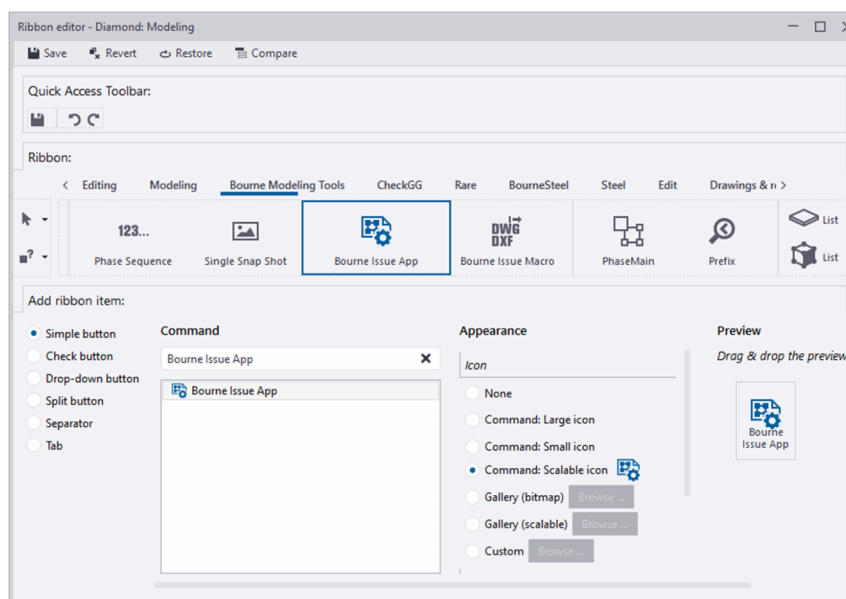 Ribbon editor - Diamond: Modeling
Save Revert Restore Compare
Quick Access Toolbar:
Ribbon:
Editing Modeling Bourne Modeling Tools CheckGG Rare BourneSteel Steel Edit Drawings & r
123...
DWG
DXF
List
Phase Sequence Single Snap Shot Bourne Issue App Bourne Issue Macro PhaseMain Prefix List
Add ribbon item:
Simple button
Check button
Drop-down button
Split button
Separator
Tab
Command
Bourne Issue App
Bourne Issue App
Appearance
Icon
None
Command: Large icon
Command: Small icon
Command: Scalable icon
Gallery (bitmap) Browse ...
Gallery (scalable) Browse ...
Custom Browse ...
Preview
Drag & drop the preview
Bourne
Issue App